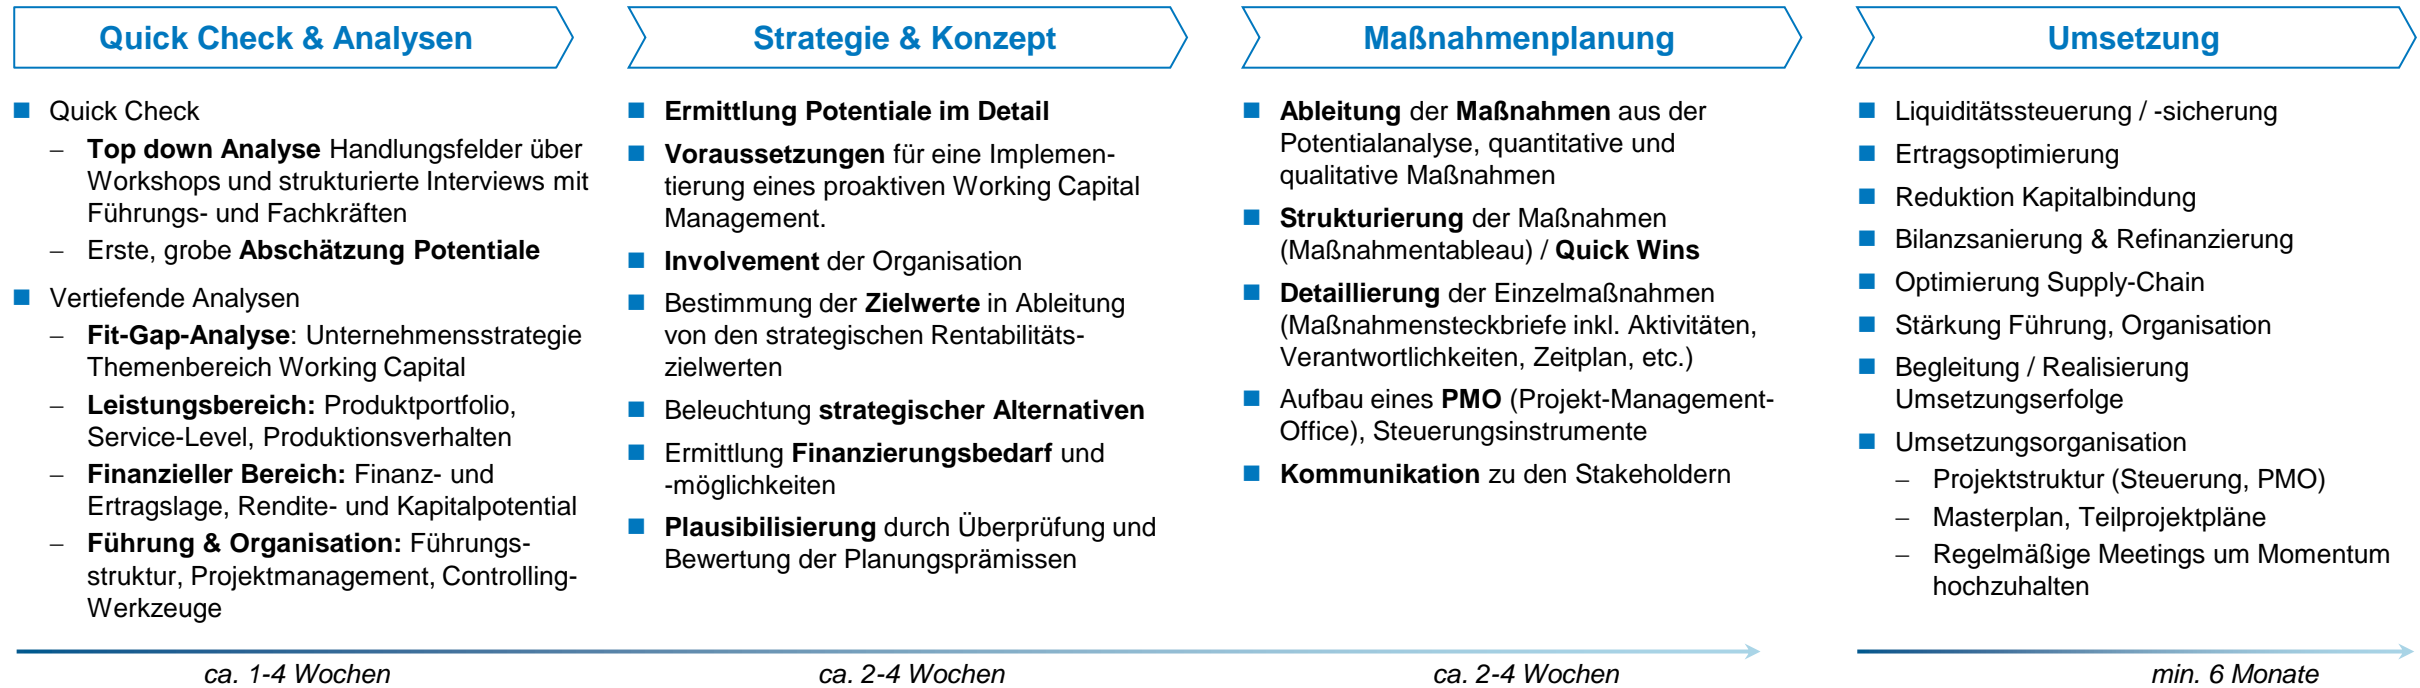 Quick Check & Analysen
Quick Check
– Top down Analyse Handlungsfelder über
Workshops und strukturierte Interviews mit
Führungs- und Fachkräften
– Erste, grobe Abschätzung Potentiale
Vertiefende Analysen
– Fit-Gap-Analyse: Unternehmensstrategie
Themenbereich Working Capital
– Leistungsbereich: Produktportfolio,
Service-Level, Produktionsverhalten
– Finanzieller Bereich: Finanz- und
Ertragslage, Rendite- und Kapitalpotential
– Führung & Organisation: Führungs-
struktur, Projektmanagement, Controlling-
Werkzeuge
ca. 1-4 Wochen
Strategie & Konzept
Ermittlung Potentiale im Detail
Voraussetzungen für eine Implemen-
tierung eines proaktiven Working Capital
Management.
Involvement der Organisation
Bestimmung der Zielwerte in Ableitung
von den strategischen Rentabilitäts-
zielwerten
Beleuchtung strategischer Alternativen
Ermittlung Finanzierungsbedarf und
-möglichkeiten
Plausibilisierung durch Überprüfung und
Bewertung der Planungsprämissen
ca. 2-4 Wochen
Maßnahmenplanung
Ableitung der Maßnahmen aus der
Potentialanalyse, quantitative und
qualitative Maßnahmen
Strukturierung der Maßnahmen
(Maßnahmentableau) / Quick Wins
Detaillierung der Einzelmaßnahmen
(Maßnahmensteckbriefe inkl. Aktivitäten,
Verantwortlichkeiten, Zeitplan, etc.)
Aufbau eines PMO (Projekt-Management-
Office), Steuerungsinstrumente
Kommunikation zu den Stakeholdern
ca. 2-4 Wochen
Umsetzung
Liquiditätssteuerung / -sicherung
Ertragsoptimierung
Reduktion Kapitalbindung
Bilanzsanierung & Refinanzierung
Optimierung Supply-Chain
Stärkung Führung, Organisation
Begleitung / Realisierung
Umsetzungserfolge
Umsetzungsorganisation
– Projektstruktur (Steuerung, PMO)
– Masterplan, Teilprojektpläne
– Regelmäßige Meetings um Momentum
hochzuhalten
min. 6 Monate